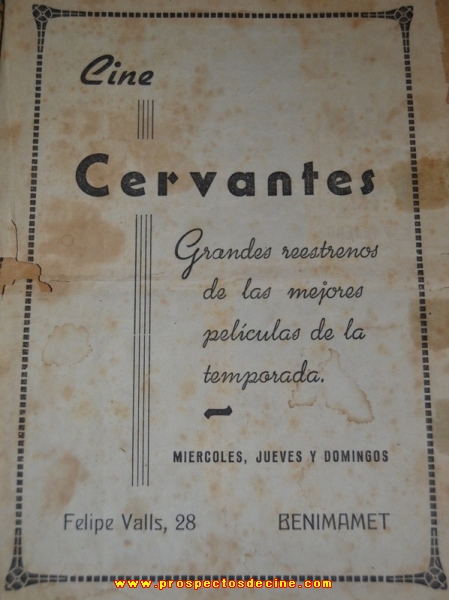 Cine
Cervantes
Grandes reestrenos
de las mejores
películas de la
temporada.
MIERCOLES, JUEVES Y DOMINGOS
Felipe Valls, 28 BENIMAMET
www.prospectosdecine.com